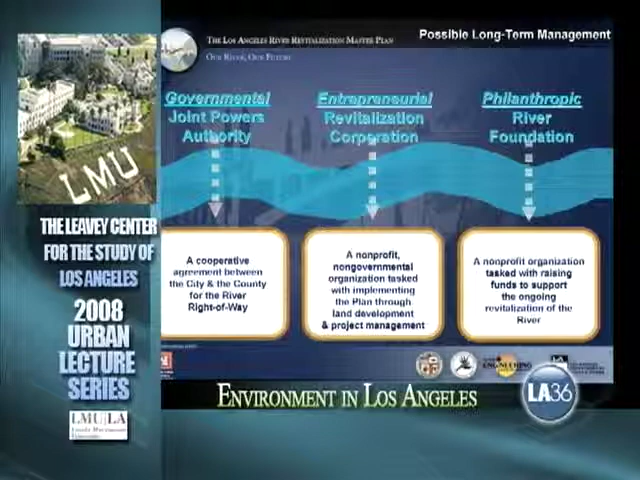 THE LOS ANGELES RIVER REVITALIZATION MASTER PLAN
OUR RIVER, OUR FUTURE
Possible Long-Term Management
Governmental
Joint Powers
Authority
Entrepreneurial
Revitalization
Corporation
Philanthropic
River
Foundation
A cooperative
agreement between
the City & the County
for the River
Right-of-Way
A nonprofit,
nongovernmental
organization tasked
with implementing
the Plan through
land development
& project management
A nonprofit organization
tasked with raising
funds to support
the ongoing
revitalization of the
River
LMU
THE LEAVEY CENTER
FOR THE STUDY OF
LOS ANGELES
2008
URBAN
LECTURE
SERIES
LMU|LA
Loyola Marymount
University
ENGINEERING
ENVIRONMENT IN LOS ANGELES
LA36